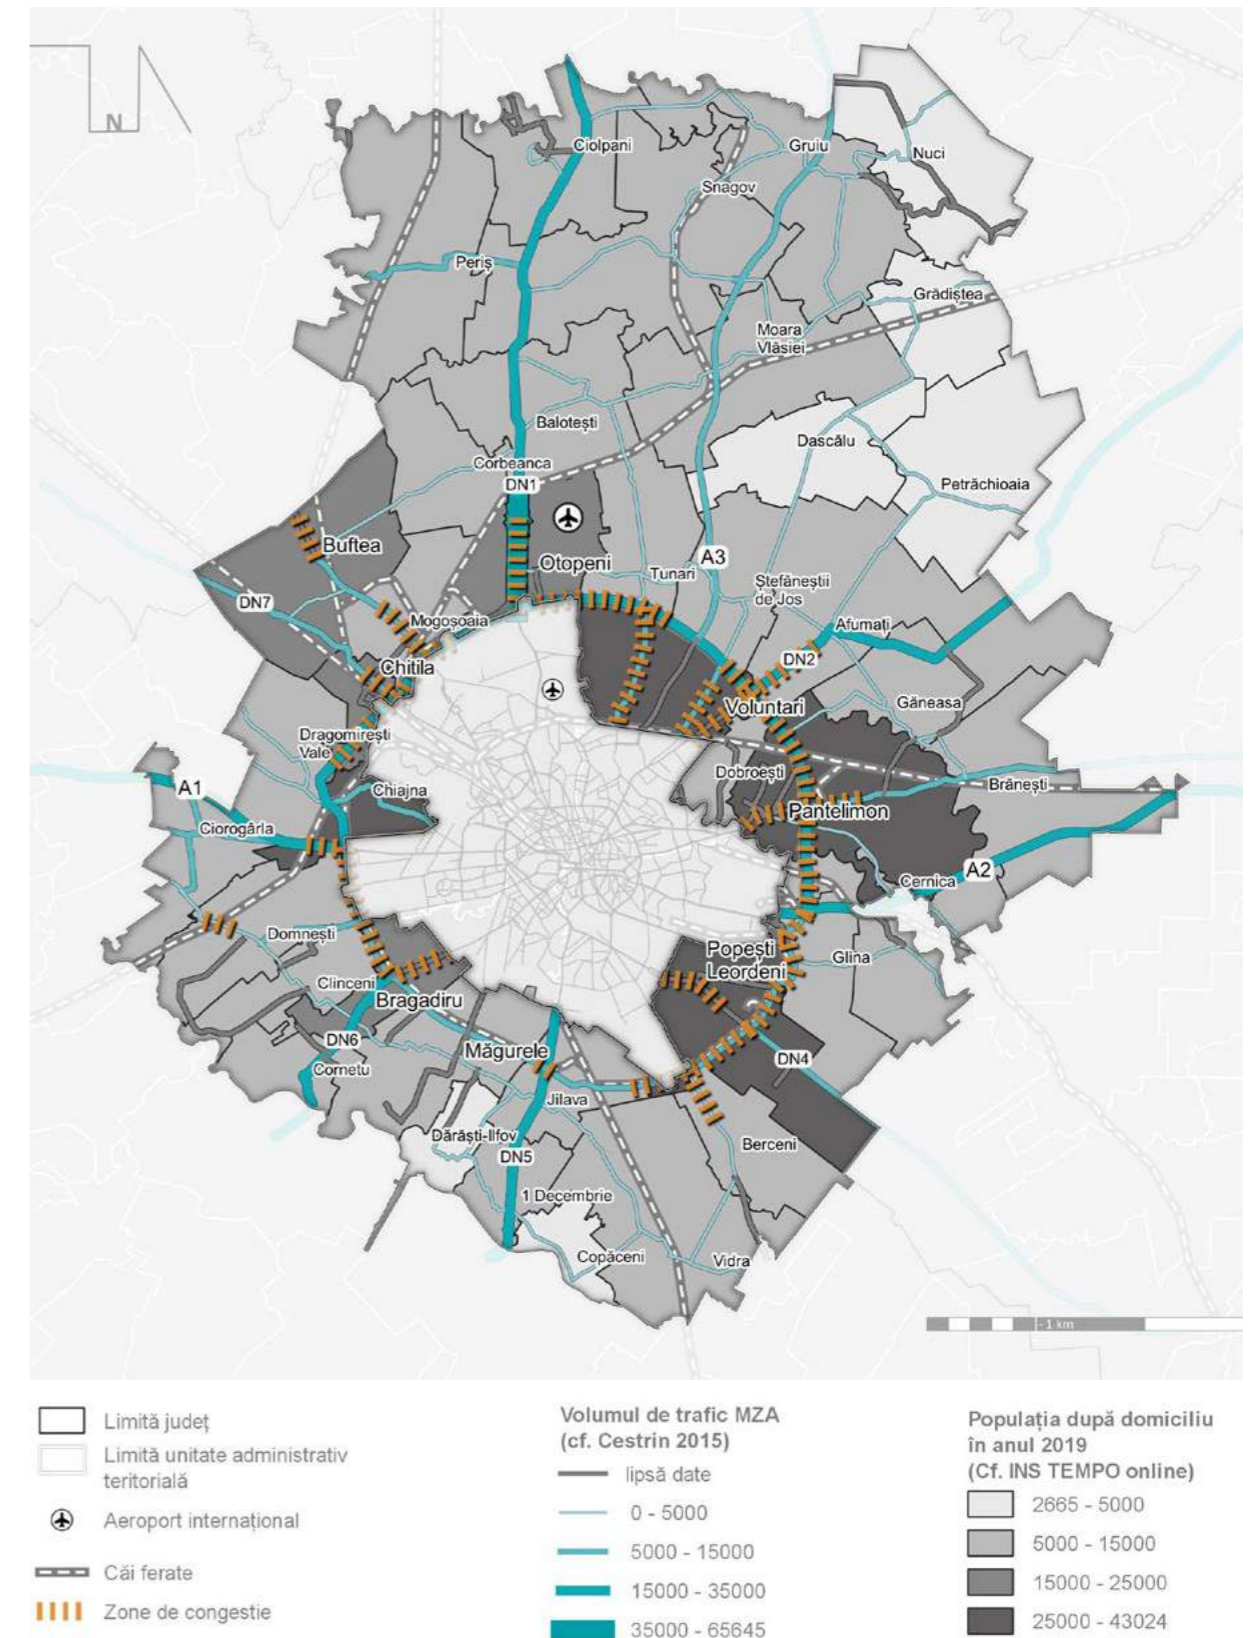 N
Ciolpani
Gruiu
Nuci
Snagov
Periș
Grădiștea
Moara
Vlăsiei
Balotești
Dascălu
Corbeanca
DN1
Petrăchioaia
Buftea
Otopeni
A3
Tunari
Ștefăneștii
de Jos
DN7
Mogoșoaia
Afumați
Chitila
DN2
Voluntari
Găneasa
Dragomirești
Vale
Dobroești
A1
Chiajna
Brănești
Pantelimon
Ciorogârla
Cernica
A2
Domnești
Popești
Leordeni
Glina
Clinceni
Bragadiru
DN6
Măgurele
DN4
Cornetu
Jilava
Dărăști-Ilfov
Berceni
DN5
1 Decembrie
Copăceni
Vidra
1 km
Limită județ
Limită unitate administrativ
teritorială
Aeroport internațional
Căi ferate
Zone de congestie
Volumul de trafic MZA
(cf. Cestrin 2015)
lipsă date
0 - 5000
5000 - 15000
15000 - 35000
35000 - 65645
Populația după domiciliu
în anul 2019
(Cf. INS TEMPO online)
2665 - 5000
5000 - 15000
15000 - 25000
25000 - 43024